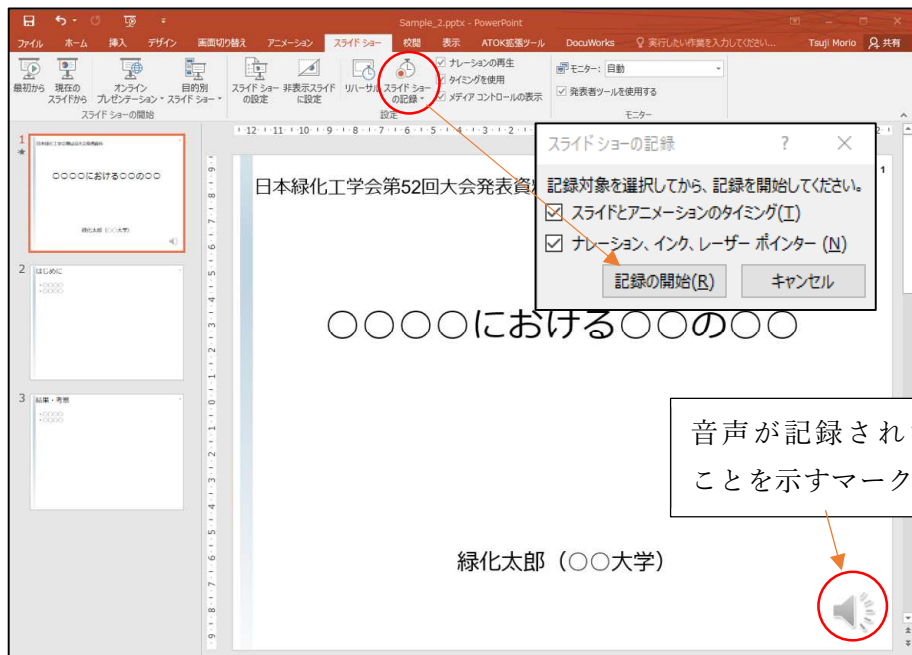 Sample_2.pptx - PowerPoint
ファイル ホーム 挿入 デザイン 画面切り替え アニメーション スライド ショー 校閲 表示 ATOK拡張ツール DocuWorks 実行したい作業を入力してください... Tsuji Morio 共有
最初から 現在のスライドから オンラインプレゼンテーション 目的別スライド ショー スライド ショーの設定 非表示スライドに設定 リハーサル スライド ショーの記録
ナレーションの再生
タイミングを使用
メディア コントロールの表示
モニター: 自動
発表者ツールを使用する
スライド ショーの開始 設定 モニター
1
○○○○における○○の○○
緑化太郎（○○大学）
2 はじめに
・○○○○
・○○○○
3 結果・考察
・○○○○
・○○○○
日本緑化工学会第52回大会発表資
1
○○○○における○○の○○
緑化太郎（○○大学）
スライド ショーの記録 ? ×
記録対象を選択してから、記録を開始してください。
スライドとアニメーションのタイミング(T)
ナレーション、インク、レーザー ポインター (N)
記録の開始(R) キャンセル
音声が記録され
ことを示すマーク